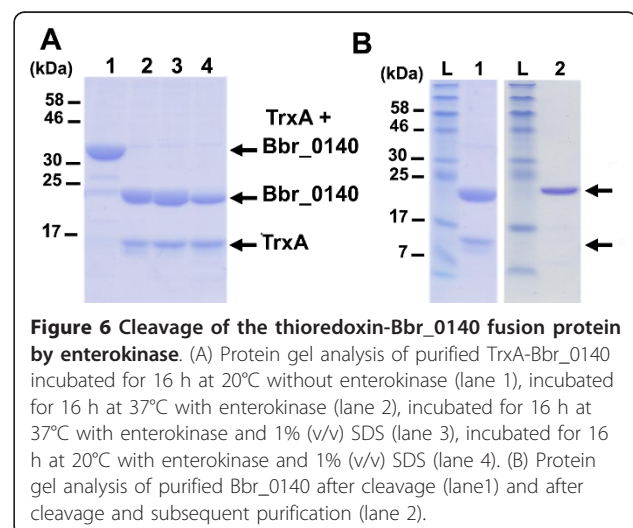 A
B
(kDa) 1 2 3 4
(kDa) L 1 L 2
58
46
30
25
17
TrxA +
Bbr_0140
Bbr_0140
TrxA
58
46
30
25
17
7
Figure 6 Cleavage of the thioredoxin-Bbr_0140 fusion protein
by enterokinase. (A) Protein gel analysis of purified TrxA-Bbr_0140
incubated for 16 h at 20°C without enterokinase (lane 1), incubated
for 16 h at 37°C with enterokinase (lane 2), incubated for 16 h at
37°C with enterokinase and 1% (v/v) SDS (lane 3), incubated for 16
h at 20°C with enterokinase and 1% (v/v) SDS (lane 4). (B) Protein
gel analysis of purified Bbr_0140 after cleavage (lane1) and after
cleavage and subsequent purification (lane 2).